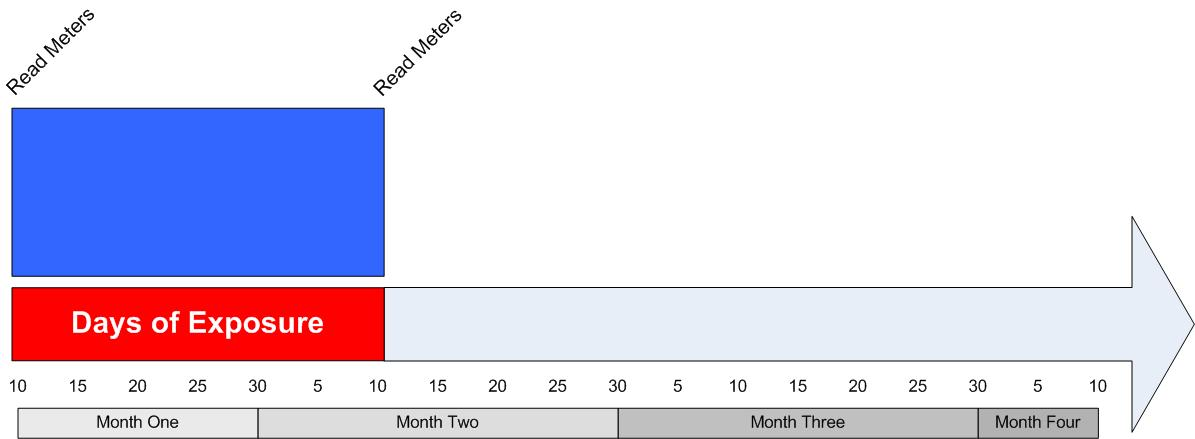 Read Meters
Read Meters
Days of Exposure
10 15 20 25 30 5 10 15 20 25 30 5 10 15 20 25 30 5 10
Month One Month Two Month Three Month Four